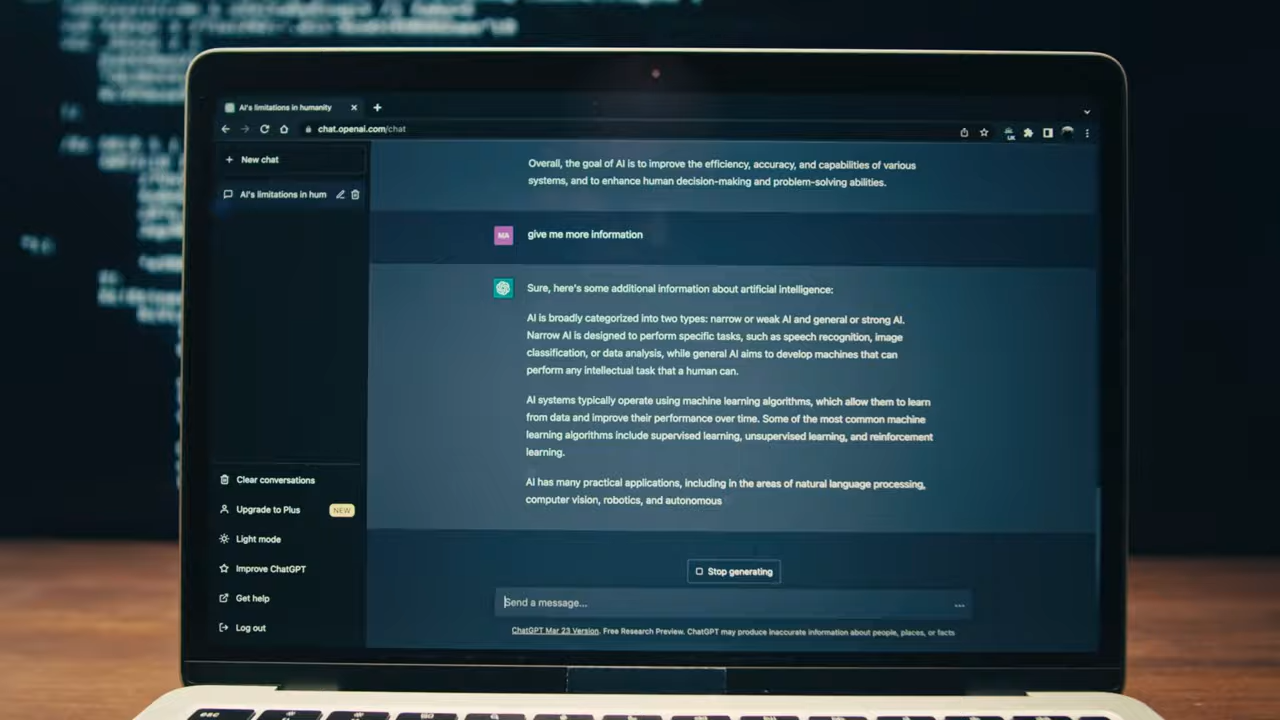 AI's limitations in humanity
chat.openai.com/chat
UK
New chat
AI's limitations in hum
Overall, the goal of AI is to improve the efficiency, accuracy, and capabilities of various
systems, and to enhance human decision-making and problem-solving abilities.
MA
give me more information
Sure, here's some additional information about artificial intelligence:
AI is broadly categorized into two types: narrow or weak AI and general or strong AI.
Narrow AI is designed to perform specific tasks, such as speech recognition, image
classification, or data analysis, while general AI aims to develop machines that can
perform any intellectual task that a human can.
AI systems typically operate using machine learning algorithms, which allow them to learn
from data and improve their performance over time. Some of the most common machine
learning algorithms include supervised learning, unsupervised learning, and reinforcement
learning.
AI has many practical applications, including in the areas of natural language processing,
computer vision, robotics, and autonomous
Clear conversations
Upgrade to Plus NEW
Light mode
Improve ChatGPT
Get help
Log out
Stop generating
Send a message...
ChatGPT Mar 23 Version. Free Research Preview. ChatGPT may produce inaccurate information about people, places, or facts
esc